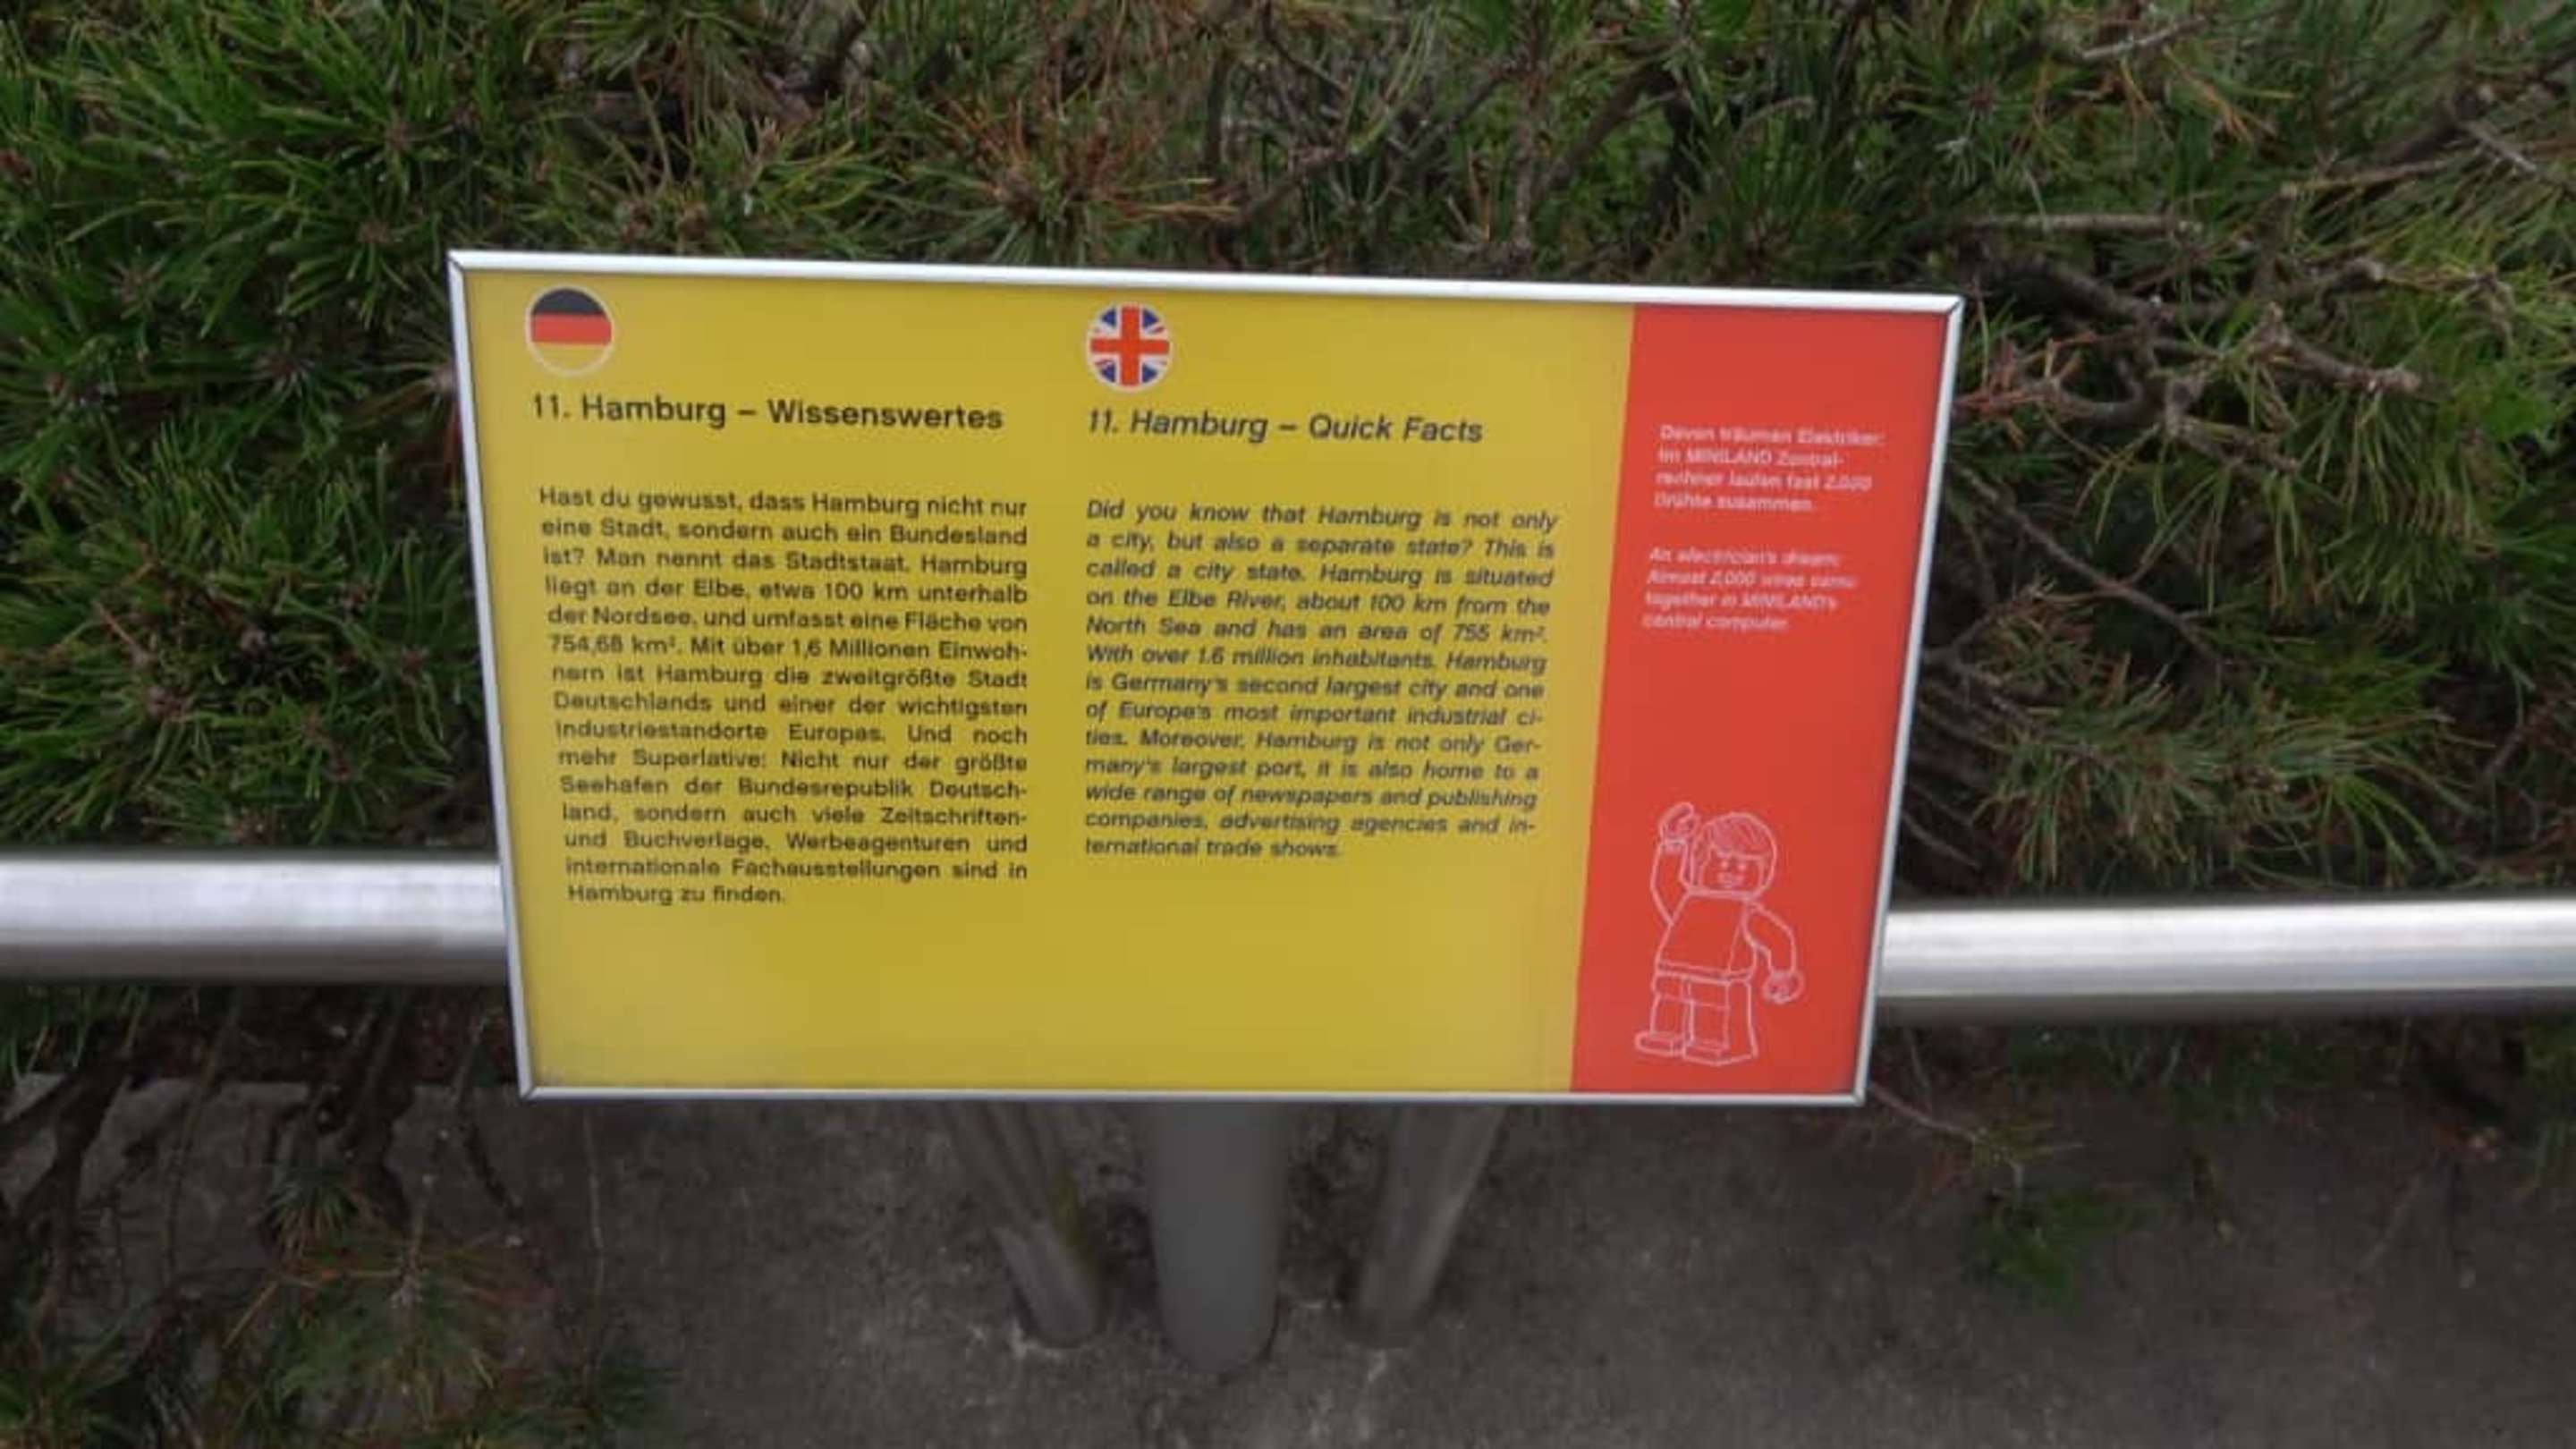 11. Hamburg – Wissenswertes
Hast du gewusst, dass Hamburg nicht nur
eine Stadt, sondern auch ein Bundesland
ist? Man nennt das Stadtstaat. Hamburg
liegt an der Elbe, etwa 100 km unterhalb
der Nordsee, und umfasst eine Fläche von
754,68 km². Mit über 1,6 Millionen Einwoh-
nern ist Hamburg die zweitgrößte Stadt
Deutschlands und einer der wichtigsten
Industriestandorte Europas. Und noch
mehr Superlative: Nicht nur der größte
Seehafen der Bundesrepublik Deutsch-
land, sondern auch viele Zeitschriften-
und Buchverlage, Werbeagenturen und
internationale Fachausstellungen sind in
Hamburg zu finden.
11. Hamburg – Quick Facts
Did you know that Hamburg is not only
a city, but also a separate state? This is
called a city state. Hamburg is situated
on the Elbe River, about 100 km from the
North Sea and has an area of 755 km².
With over 1.6 million inhabitants, Hamburg
is Germany's second largest city and one
of Europe's most important industrial ci-
ties. Moreover, Hamburg is not only Ger-
many's largest port, it is also home to a
wide range of newspapers and publishing
companies, advertising agencies and in-
ternational trade shows.
Davon träumen Elektriker:
Im MINILAND Zentral-
rechner laufen fast 2.000
Drähte zusammen.
An electrician's dream:
Almost 2,000 wires come
together in MINILAND's
central computer.